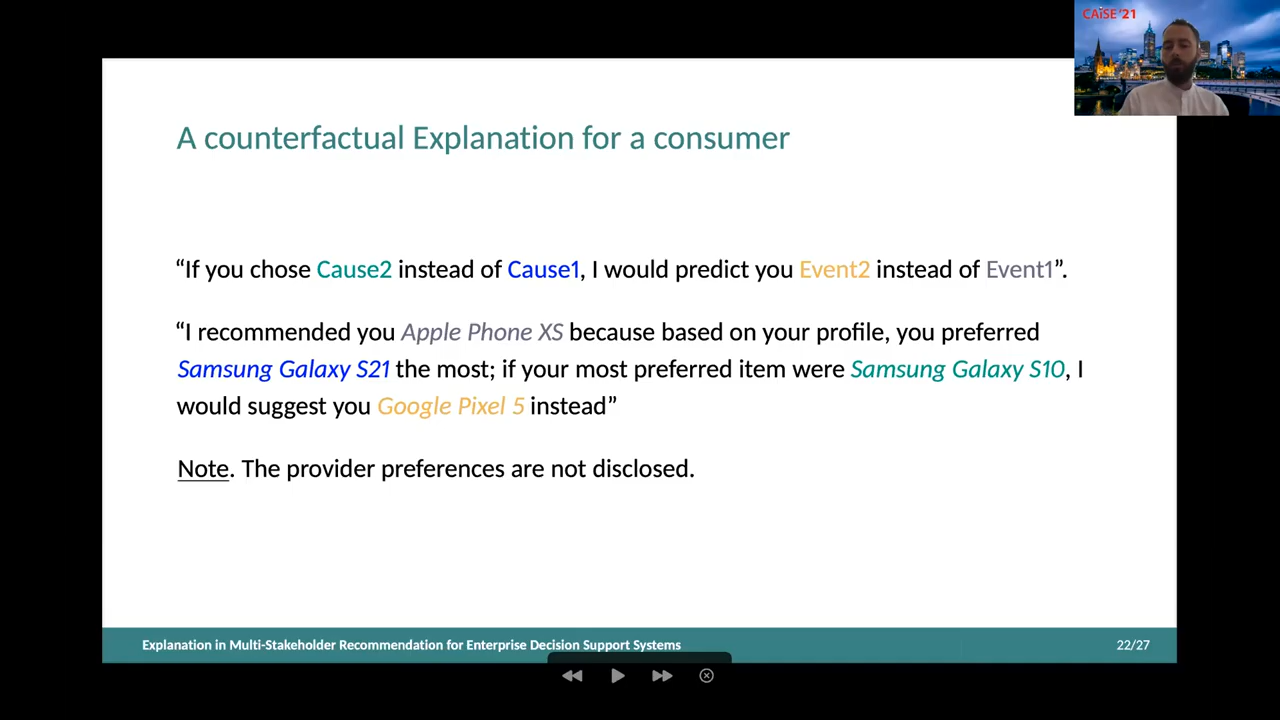 CAiSE '21
A counterfactual Explanation for a consumer
“If you chose Cause2 instead of Cause1, I would predict you Event2 instead of Event1”.
“I recommended you Apple Phone XS because based on your profile, you preferred
Samsung Galaxy S21 the most; if your most preferred item were Samsung Galaxy S10, I
would suggest you Google Pixel 5 instead”
Note. The provider preferences are not disclosed.
Explanation in Multi-Stakeholder Recommendation for Enterprise Decision Support Systems
22/27